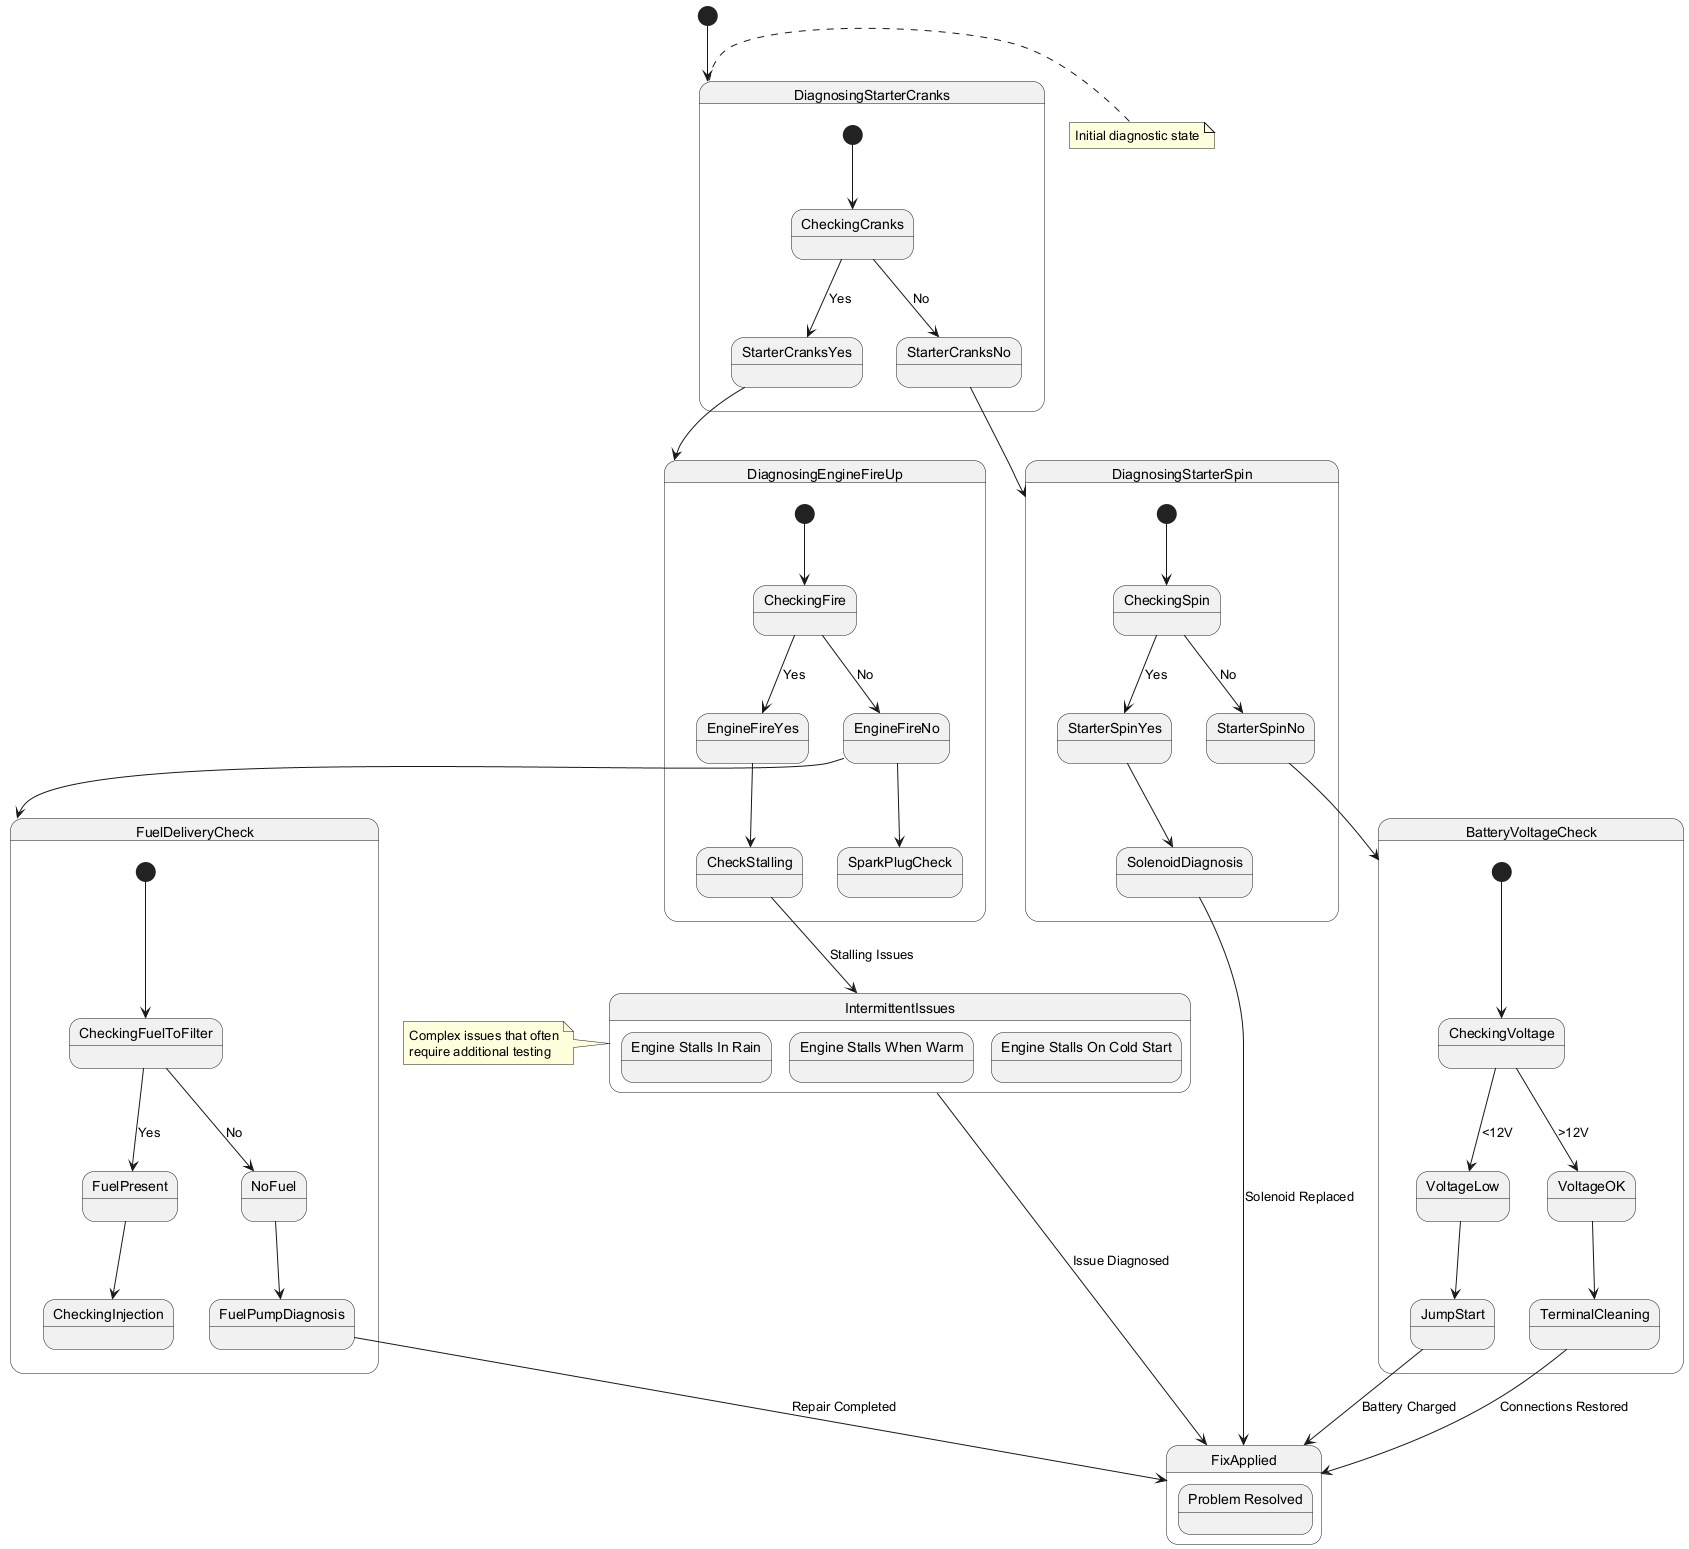 DiagnosingStarterCranks
Initial diagnostic state
CheckingCranks
Yes
No
StarterCranksYes
StarterCranksNo
DiagnosingEngineFireUp
DiagnosingStarterSpin
CheckingFire
CheckingSpin
Yes
No
Yes
No
EngineFireYes
EngineFireNo
StarterSpinYes
StarterSpinNo
FuelDeliveryCheck
BatteryVoltageCheck
CheckStalling
SparkPlugCheck
SolenoidDiagnosis
Stalling Issues
IntermittentIssues
Complex issues that often
require additional testing
Engine Stalls In Rain
Engine Stalls When Warm
Engine Stalls On Cold Start
CheckingFuelToFilter
CheckingVoltage
Yes
No
<12V
>12V
FuelPresent
NoFuel
VoltageLow
VoltageOK
Solenoid Replaced
Issue Diagnosed
CheckingInjection
FuelPumpDiagnosis
JumpStart
TerminalCleaning
Repair Completed
Battery Charged
Connections Restored
FixApplied
Problem Resolved